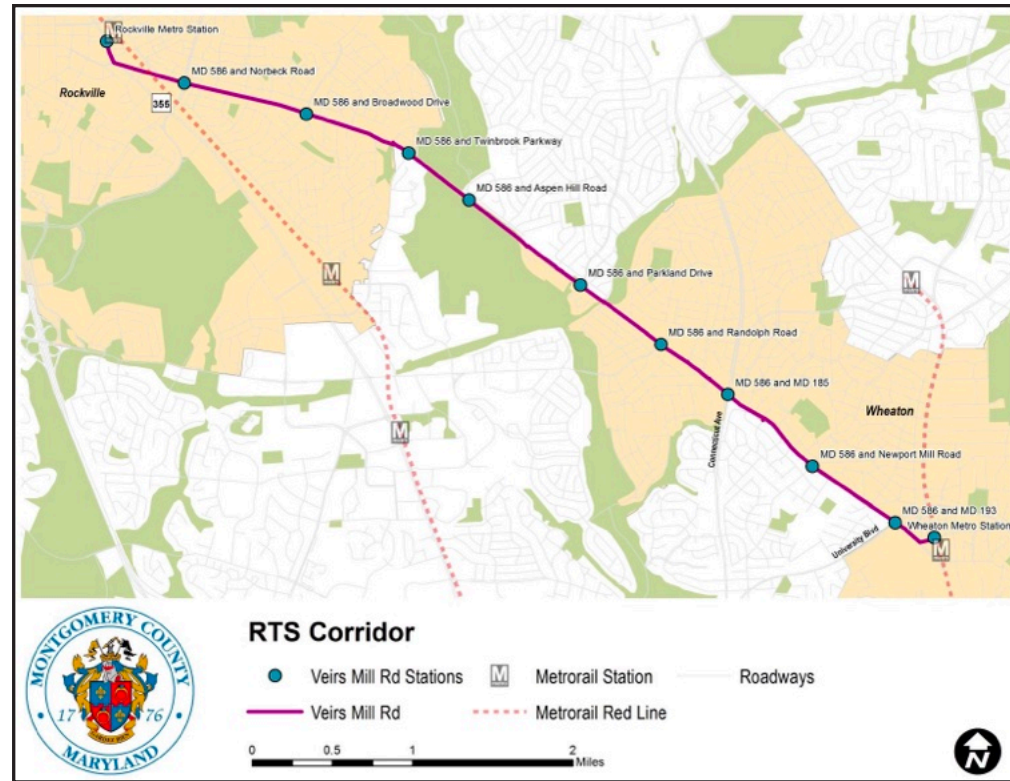 Rockville Metro Station
M
MD 586 and Norbeck Road
Rockville
355
MD 586 and Broadwood Drive
MD 586 and Twinbrook Parkway
MD 586 and Aspen Hill Road
M
MD 586 and Parkland Drive
M
MD 586 and Randolph Road
MD 586 and MD 185
Wheaton
M
Connecticut Ave
MD 586 and Newport Mill Road
MD 586 and MD 193
University Blvd
Wheaton Metro Station
M
MONTGOMERY COUNTY
17 76
MARYLAND
RTS Corridor
Veirs Mill Rd Stations
M Metrorail Station
Roadways
Veirs Mill Rd
Metrorail Red Line
0 0.5 1 2
Miles
N